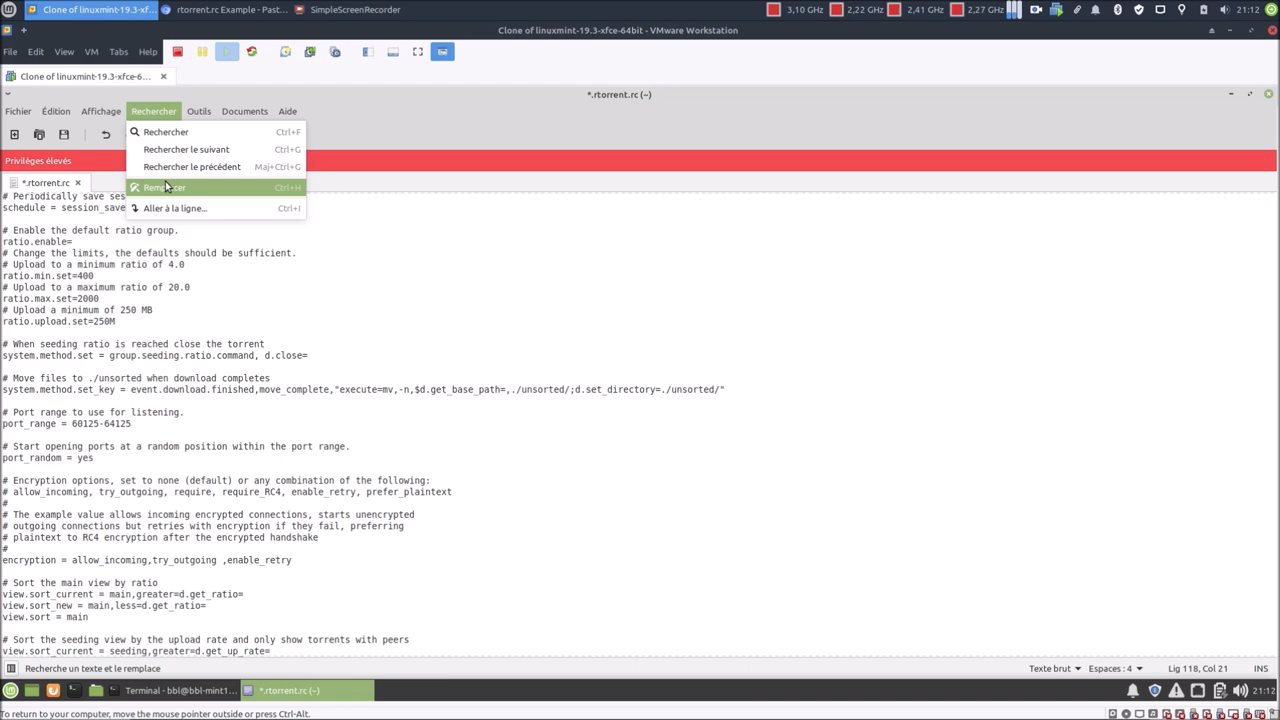 Clone of linuxmint-19.3-xf...
rtorrent.rc Example - Past...
SimpleScreenRecorder
3,10 GHz
2,22 GHz
2,41 GHz
2,27 GHz
21:12
Clone of linuxmint-19.3-xfce-64bit - VMware Workstation
File Edit View VM Tabs Help
Clone of linuxmint-19.3-xfce-6...
*.rtorrent.rc (~)
Fichier Édition Affichage Rechercher Outils Documents Aide
Rechercher Ctrl+F
Rechercher le suivant Ctrl+G
Rechercher le précédent Maj+Ctrl+G
Remplacer Ctrl+H
Aller à la ligne... Ctrl+I
Privilèges élevés
*.rtorrent.rc
# Periodically save ses
schedule = session_save
# Enable the default ratio group.
ratio.enable=
# Change the limits, the defaults should be sufficient.
# Upload to a minimum ratio of 4.0
ratio.min.set=400
# Upload to a maximum ratio of 20.0
ratio.max.set=2000
# Upload a minimum of 250 MB
ratio.upload.set=250M
# When seeding ratio is reached close the torrent
system.method.set = group.seeding.ratio.command, d.close=
# Move files to ./unsorted when download completes
system.method.set_key = event.download.finished,move_complete,"execute=mv,-n,$d.get_base_path=,./unsorted/;d.set_directory=./unsorted/"
# Port range to use for listening.
port_range = 60125-64125
# Start opening ports at a random position within the port range.
port_random = yes
# Encryption options, set to none (default) or any combination of the following:
# allow_incoming, try_outgoing, require, require_RC4, enable_retry, prefer_plaintext
#
# The example value allows incoming encrypted connections, starts unencrypted
# outgoing connections but retries with encryption if they fail, preferring
# plaintext to RC4 encryption after the encrypted handshake
#
encryption = allow_incoming,try_outgoing ,enable_retry
# Sort the main view by ratio
view.sort_current = main,greater=d.get_ratio=
view.sort_new = main,less=d.get_ratio=
view.sort = main
# Sort the seeding view by the upload rate and only show torrents with peers
view.sort_current = seeding,greater=d.get_up_rate=
Recherche un texte et le remplace
Texte brut
Espaces : 4
Lig 118, Col 21
INS
Terminal - bbl@bbl-mint1...
*.rtorrent.rc (~)
21:12
To return to your computer, move the mouse pointer outside or press Ctrl-Alt.